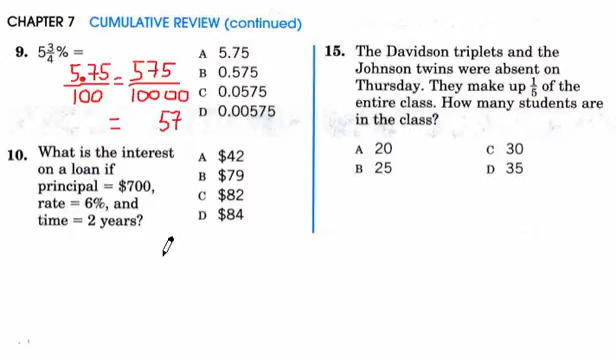 CHAPTER 7 CUMULATIVE REVIEW (continued)
9. 5 3/4 % =
5.75/100 = 575/10000
= 57
A 5.75
B 0.575
C 0.0575
D 0.00575
10. What is the interest
on a loan if
principal = $700,
rate = 6%, and
time = 2 years?
A $42
B $79
C $82
D $84
15. The Davidson triplets and the
Johnson twins were absent on
Thursday. They make up 1/5 of the
entire class. How many students are
in the class?
A 20
B 25
C 30
D 35